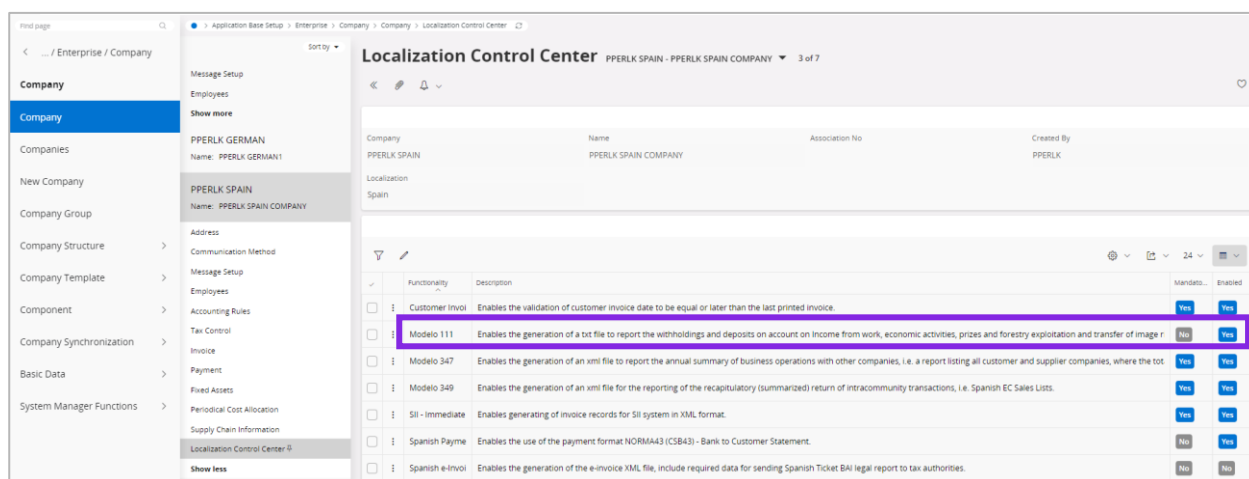 Find page
Application Base Setup > Enterprise > Company > Company > Localization Control Center
... / Enterprise / Company
Company
Company
Companies
New Company
Company Group
Company Structure
Company Template
Component
Company Synchronization
Basic Data
System Manager Functions
Sort by
Message Setup
Employees
Show more
PPERLK GERMAN
Name: PPERLK GERMAN1
PPERLK SPAIN
Name: PPERLK SPAIN COMPANY
Address
Communication Method
Message Setup
Employees
Accounting Rules
Tax Control
Invoice
Payment
Fixed Assets
Periodical Cost Allocation
Supply Chain Information
Localization Control Center
Show less
Localization Control Center PPERLK SPAIN - PPERLK SPAIN COMPANY 3 of 7
Company Name Association No Created By
PPERLK SPAIN PPERLK SPAIN COMPANY PPERLK
Localization
Spain
24
Functionality Description Mandato... Enabled
Customer Invoi Enables the validation of customer invoice date to be equal or later than the last printed invoice. Yes Yes
Modelo 111 Enables the generation of a txt file to report the withholdings and deposits on account on Income from work, economic activities, prizes and forestry exploitation and transfer of image r No Yes
Modelo 347 Enables the generation of an xml file to report the annual summary of business operations with other companies, i.e. a report listing all customer and supplier companies, where the tot Yes Yes
Modelo 349 Enables the generation of an xml file for the reporting of the recapitulatory (summarized) return of intracommunity transactions, i.e. Spanish EC Sales Lists. Yes Yes
SII - Immediate Enables generating of invoice records for SII system in XML format. Yes Yes
Spanish Payme Enables the use of the payment format NORMA43 (CSB43) - Bank to Customer Statement. No Yes
Spanish e-Invoi Enables the generation of the e-invoice XML file, include required data for sending Spanish Ticket BAI legal report to tax authorities. No No